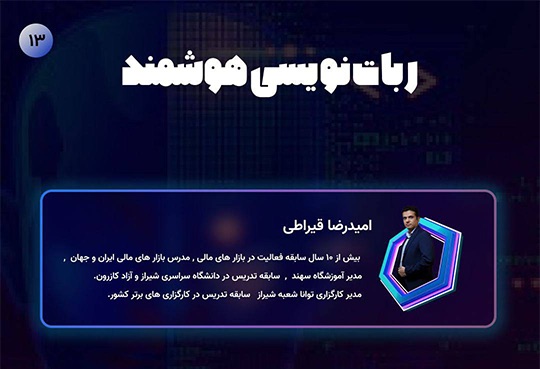 ۱۳
ربات‌نویسی هوشمند
امیدرضا قیراطی
بیش از ۱۰ سال سابقه فعالیت در بازار های مالی , مدرس بازار های مالی ایران و جهان ,
مدیر آموزشگاه سهند , سابقه تدریس در دانشگاه سراسری شیراز و آزاد کازرون.
مدیر کارگزاری توانا شعبه شیراز سابقه تدریس در کارگزاری های برتر کشور.